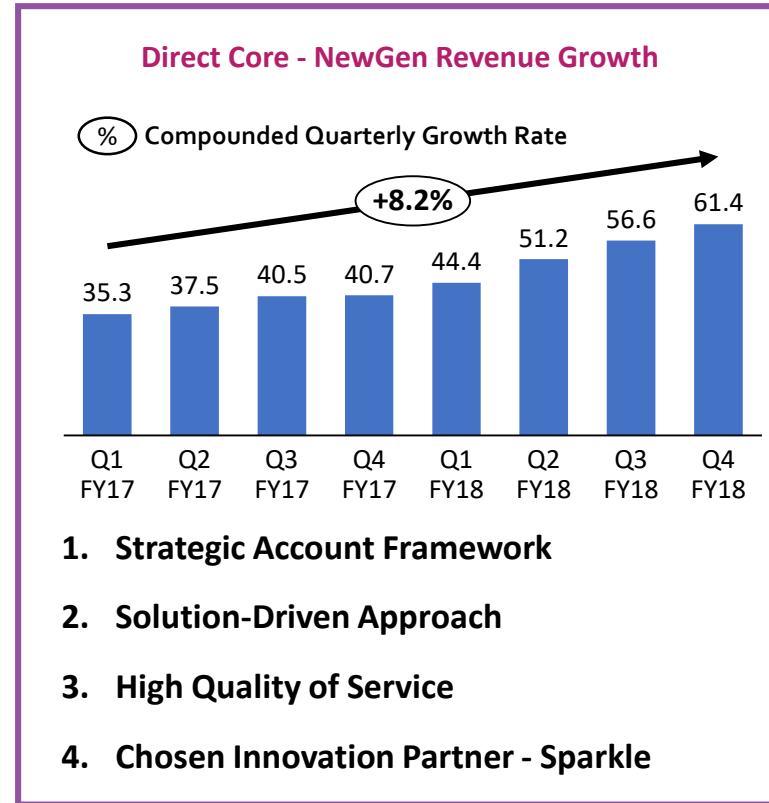 Direct Core - NewGen Revenue Growth
% Compounded Quarterly Growth Rate
+8.2%
35.3 37.5 40.5 40.7 44.4 51.2 56.6 61.4
Q1 Q2 Q3 Q4 Q1 Q2 Q3 Q4
FY17 FY17 FY17 FY17 FY18 FY18 FY18 FY18
1. Strategic Account Framework
2. Solution-Driven Approach
3. High Quality of Service
4. Chosen Innovation Partner - Sparkle